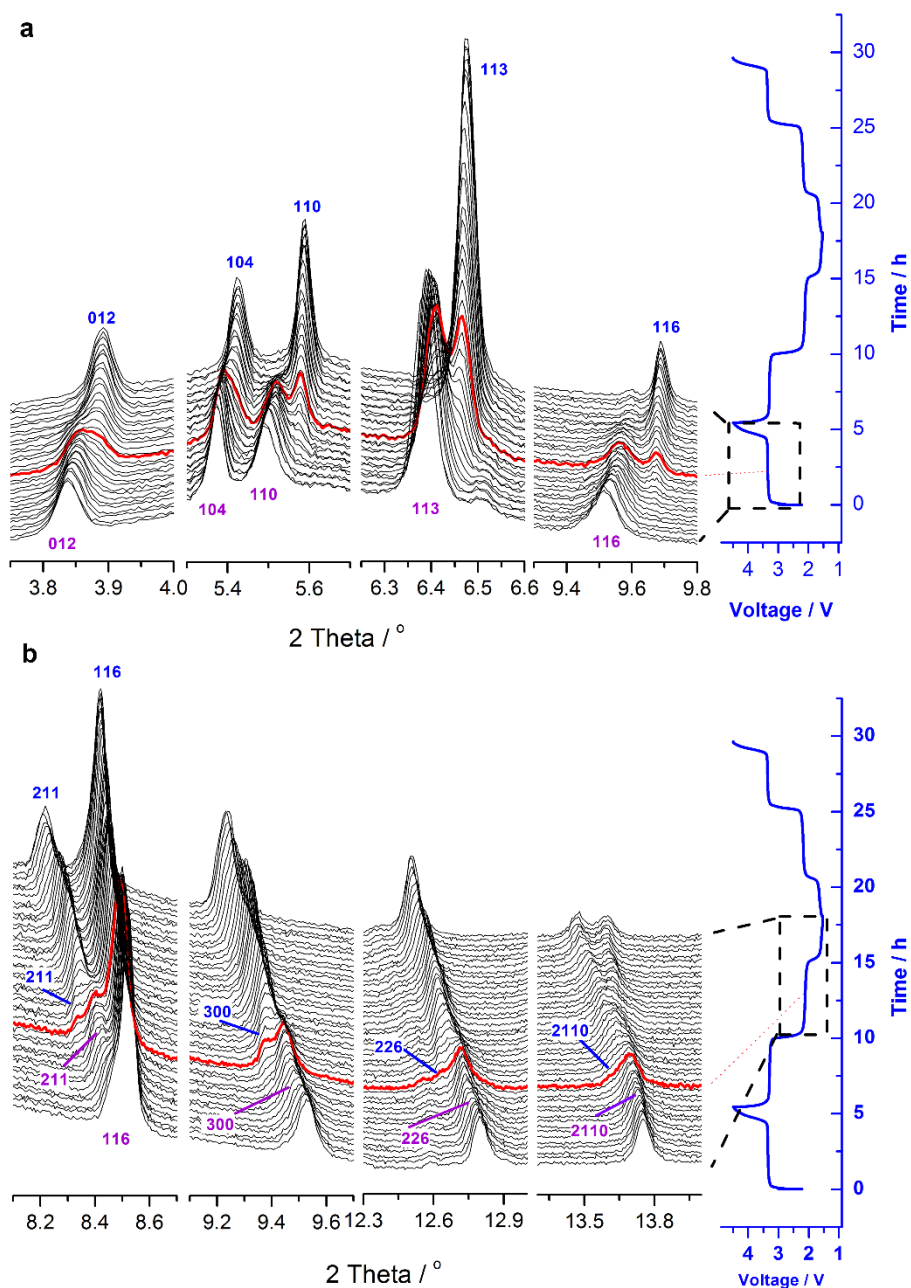 a
113
110
104
012
116
104
110
113
012
116
3.8 3.9 4.0 5.4 5.6 6.4 6.5 6.6 9.4 9.6 9.8
2 Theta / °
30
25
20
15
10
5
0
Time / h
4 3 2 1
Voltage / V
b
116
211
211
300
226
2110
211
300
226
2110
116
8.2 8.4 8.6 9.2 9.4 9.6 12.3 12.6 12.9 13.5 13.8
2 Theta / °
30
25
20
15
10
5
0
Time / h
4 3 2 1
Voltage / V